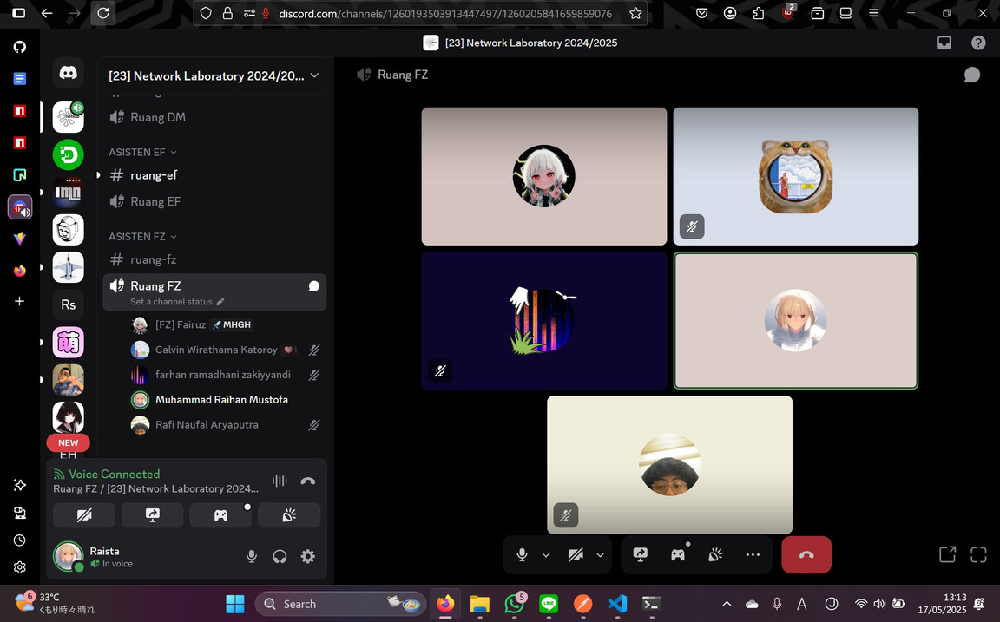 discord.com/channels/1260193503913447497/1260205841659859076
2
[23] Network Laboratory 2024/2025
[23] Network Laboratory 2024/20...
Ruang FZ
Ruang DM
ASISTEN EF
ruang-ef
Ruang EF
ASISTEN FZ
ruang-fz
Ruang FZ
Set a channel status
[FZ] Fairuz MHGH
Calvin Wirathama Katoroy
farhan ramadhani zakiyyandi
Muhammad Raihan Mustofa
Rafi Naufal Aryaputra
imn
Rs
萌
NEW
EH
Voice Connected
Ruang FZ / [23] Network Laboratory 2024...
Raista
In voice
6
33°C
くもり時々晴れ
Search
5
LINE
A
13:13
17/05/2025